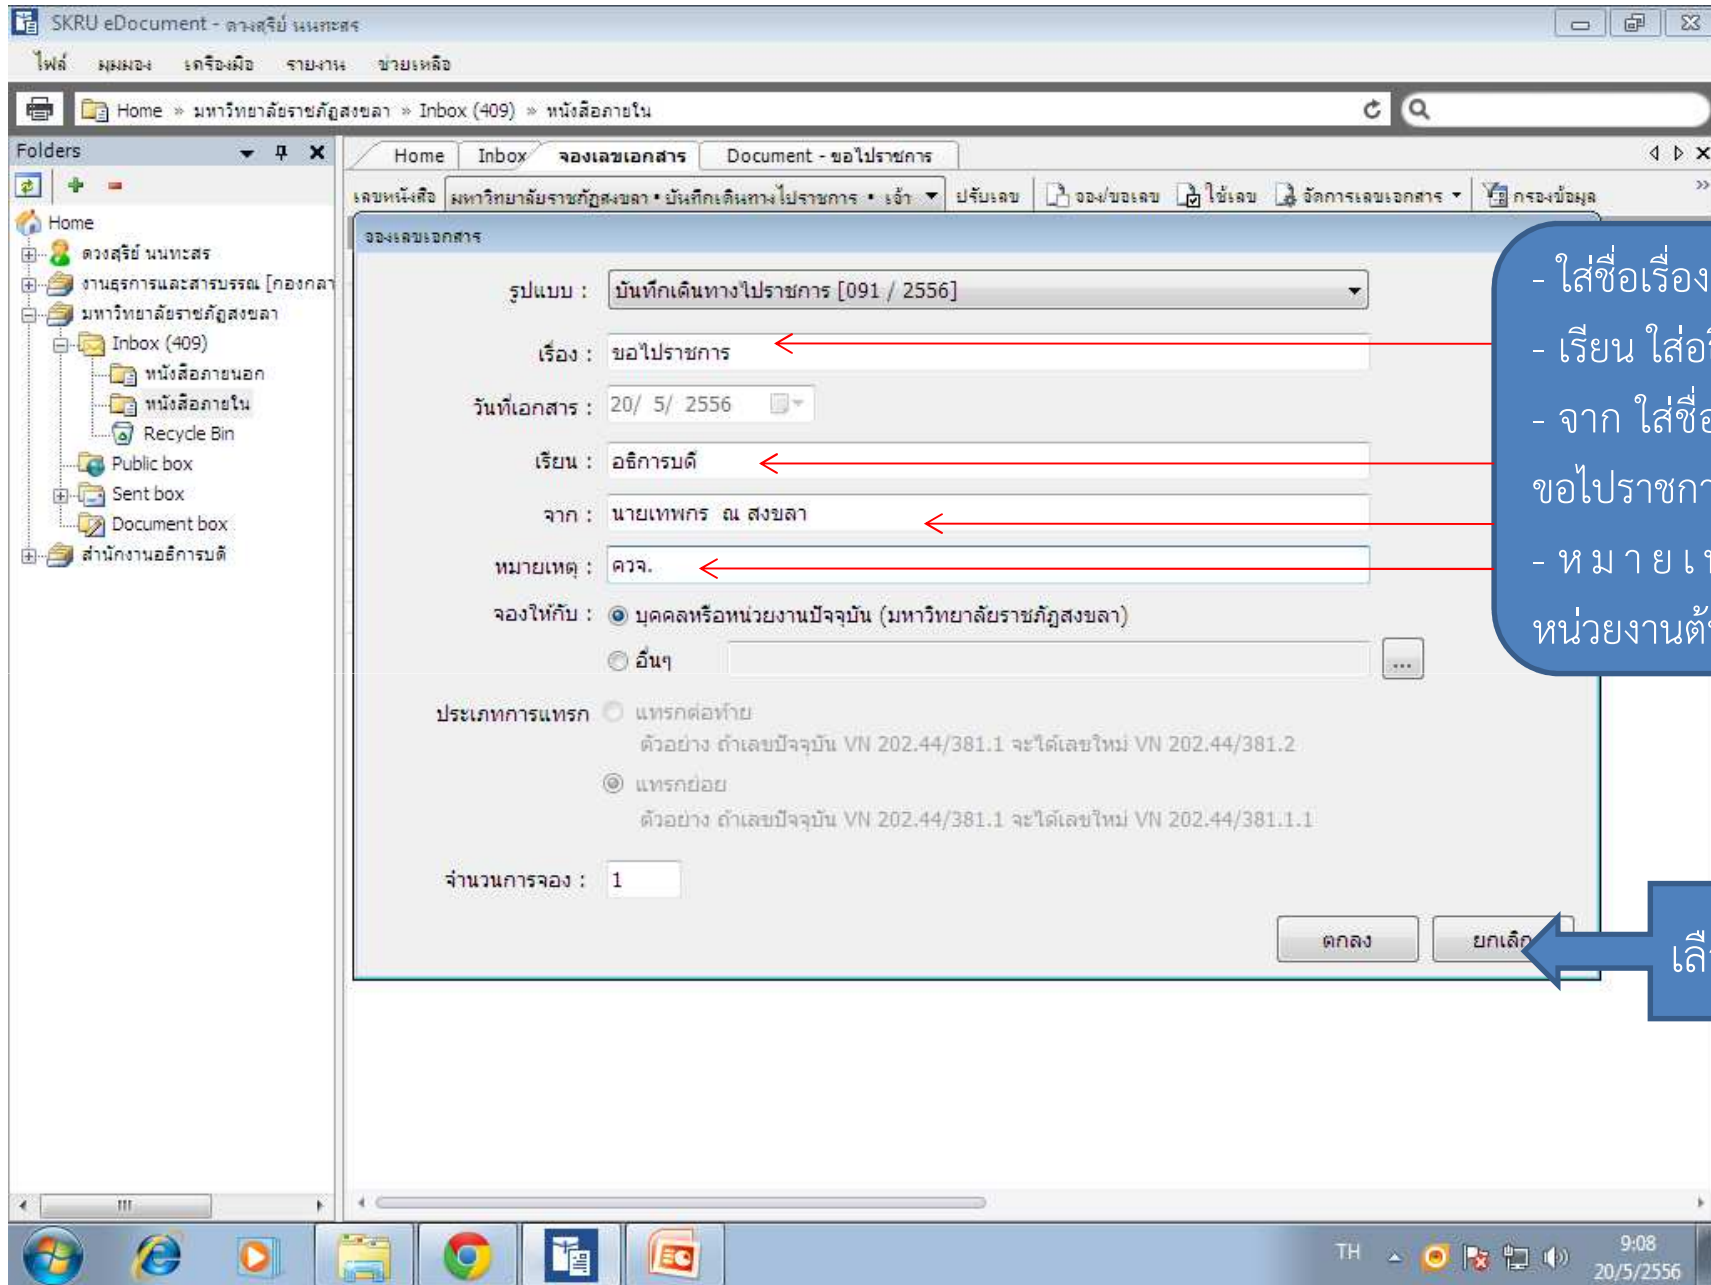 SKRU eDocument - ดวงสุรีย์ นนทะสร
ไฟล์ มุมมอง เครื่องมือ รายงาน ช่วยเหลือ
Home » มหาวิทยาลัยราชภัฏสงขลา » Inbox (409) » หนังสือภายใน
Folders
Home Inbox จองเลขเอกสาร Document - ขอไปราชการ
เลขหนังสือ มหาวิทยาลัยราชภัฏสงขลา • บันทึกเดินทางไปราชการ • เจ้า ปรับเลข จอง/ขอเลข ใช้เลข จัดการเลขเอกสาร กรองข้อมูล
Home
ดวงสุรีย์ นนทะสร
งานธุรการและสารบรรณ [กองกลา
มหาวิทยาลัยราชภัฏสงขลา
Inbox (409)
หนังสือภายนอก
หนังสือภายใน
Recycle Bin
Public box
Sent box
Document box
สำนักงานอธิการบดี
จองเลขเอกสาร
รูปแบบ : บันทึกเดินทางไปราชการ [091 / 2556]
เรื่อง : ขอไปราชการ
วันที่เอกสาร : 20/ 5/ 2556
เรียน : อธิการบดี
จาก : นายเทพกร ณ สงขลา
หมายเหตุ : ควจ.
จองให้กับ : บุคคลหรือหน่วยงานปัจจุบัน (มหาวิทยาลัยราชภัฏสงขลา)
อื่นๆ ...
ประเภทการแทรก แทรกต่อท้าย
ตัวอย่าง ถ้าเลขปัจจุบัน VN 202.44/381.1 จะได้เลขใหม่ VN 202.44/381.2
แทรกย่อย
ตัวอย่าง ถ้าเลขปัจจุบัน VN 202.44/381.1 จะได้เลขใหม่ VN 202.44/381.1.1
จำนวนการจอง : 1
ตกลง ยกเลิก
- ใส่ชื่อเรื่อง
- เรียน ใส่อธิ
- จาก ใส่ชื่อ
ขอไปราชกา
- ห ม า ย เ ห
หน่วยงานต้
เลื
TH
9:08
20/5/2556